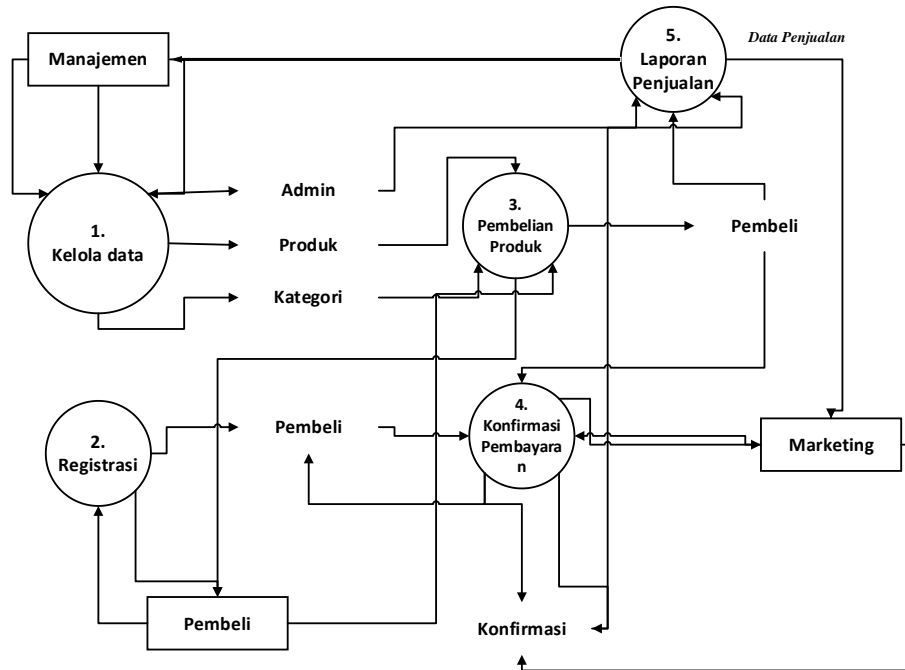 5.
Laporan
Penjualan
Data Penjualan
Manajemen
1.
Kelola data
Admin
Produk
Kategori
3.
Pembelian
Produk
Pembeli
2.
Registrasi
Pembeli
4.
Konfirmasi
Pembayara
n
Marketing
Pembeli
Konfirmasi